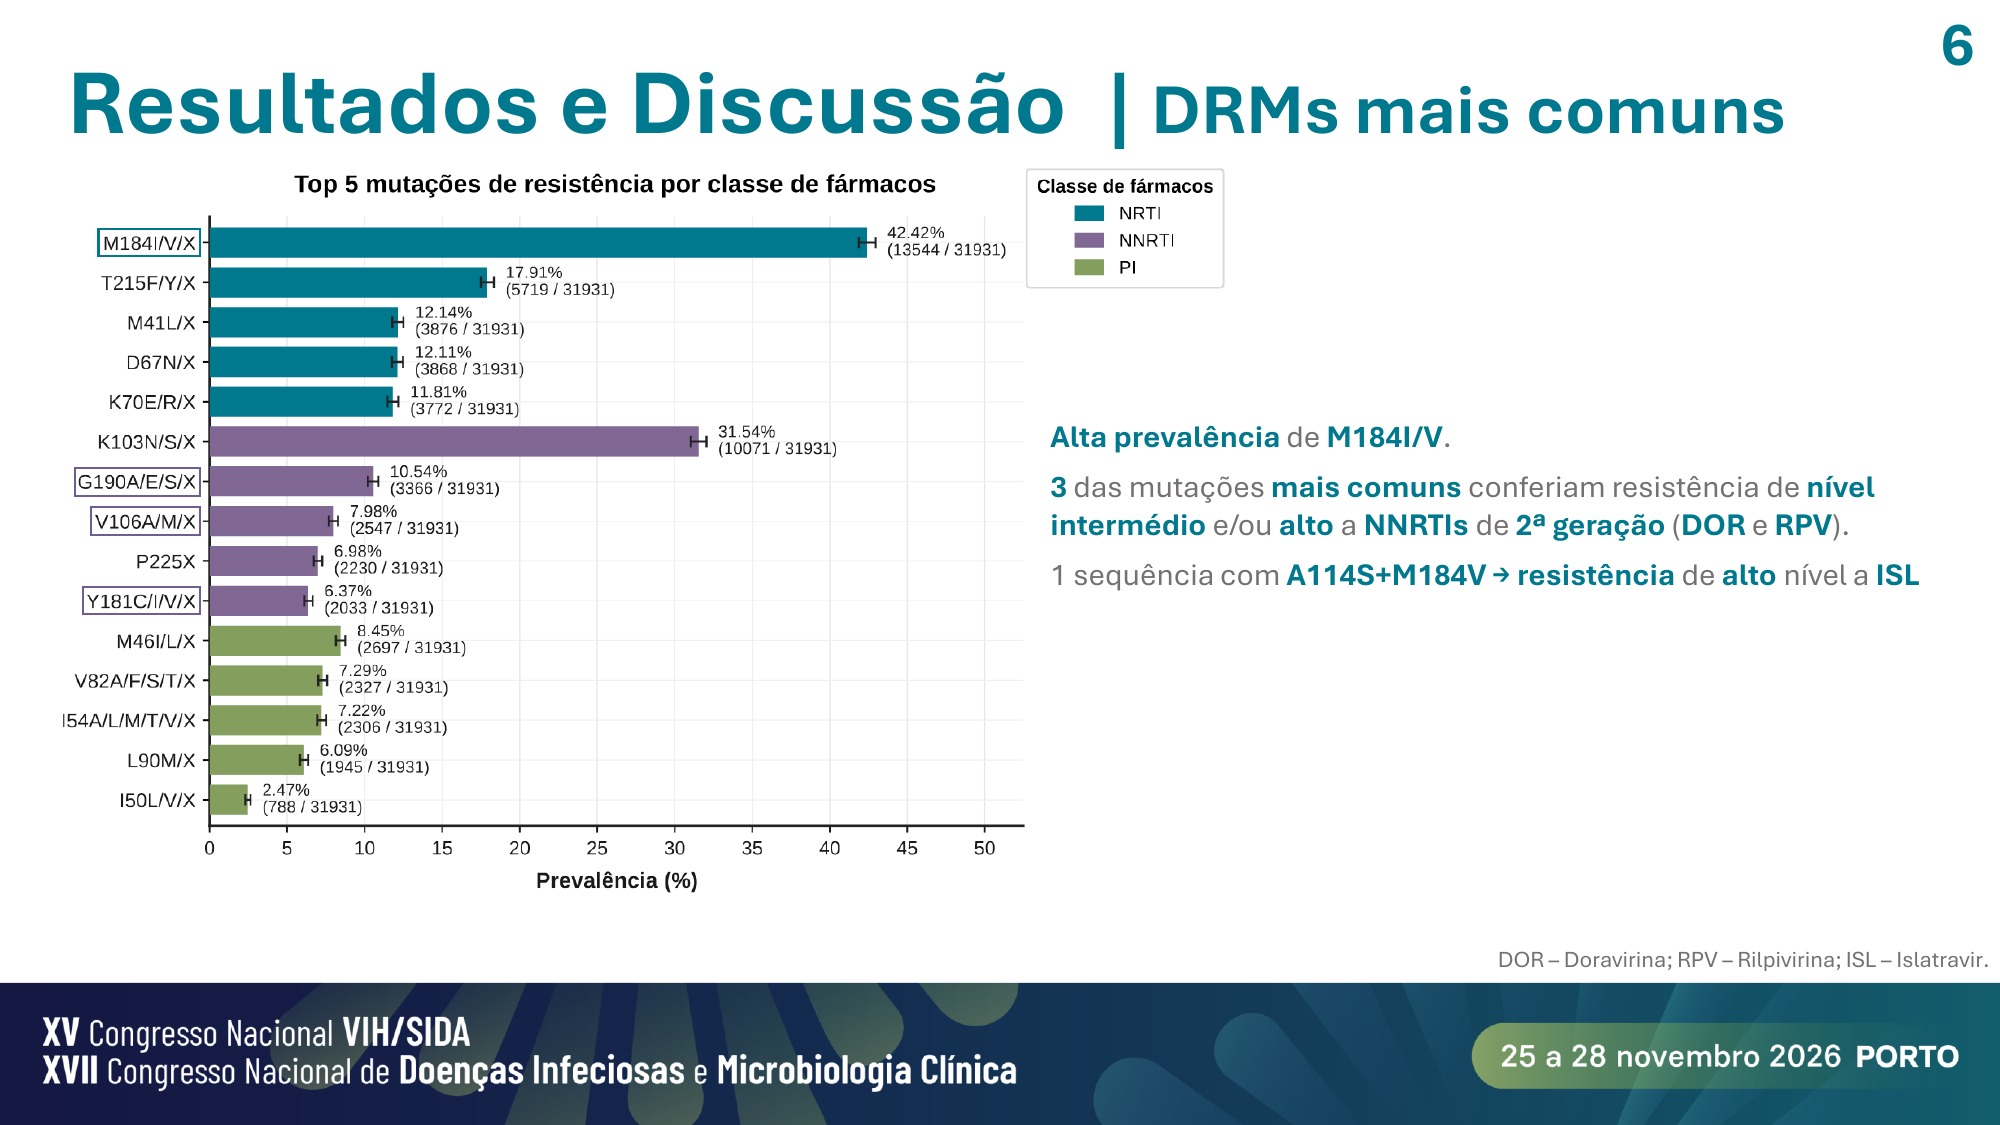 6
Resultados e Discussão | DRMs mais comuns
Top 5 mutações de resistência por classe de fármacos
Classe de fármacos
NRTI
NNRTI
PI
M184I/V/X
42.42%
(13544 / 31931)
T215F/Y/X
17.91%
(5719 / 31931)
M41L/X
12.14%
(3876 / 31931)
D67N/X
12.11%
(3868 / 31931)
K70E/R/X
11.81%
(3772 / 31931)
K103N/S/X
31.54%
(10071 / 31931)
G190A/E/S/X
10.54%
(3366 / 31931)
V106A/M/X
7.98%
(2547 / 31931)
P225X
6.98%
(2230 / 31931)
Y181C/I/V/X
6.37%
(2033 / 31931)
M46I/L/X
8.45%
(2697 / 31931)
V82A/F/S/T/X
7.29%
(2327 / 31931)
I54A/L/M/T/V/X
7.22%
(2306 / 31931)
L90M/X
6.09%
(1945 / 31931)
I50L/V/X
2.47%
(788 / 31931)
0 5 10 15 20 25 30 35 40 45 50
Prevalência (%)
Alta prevalência de M184I/V.
3 das mutações mais comuns conferiam resistência de nível
intermédio e/ou alto a NNRTIs de 2ª geração (DOR e RPV).
1 sequência com A114S+M184V → resistência de alto nível a ISL
DOR – Doravirina; RPV – Rilpivirina; ISL – Islatravir.
XV Congresso Nacional VIH/SIDA
XVII Congresso Nacional de Doenças Infeciosas e Microbiologia Clínica
25 a 28 novembro 2026 PORTO